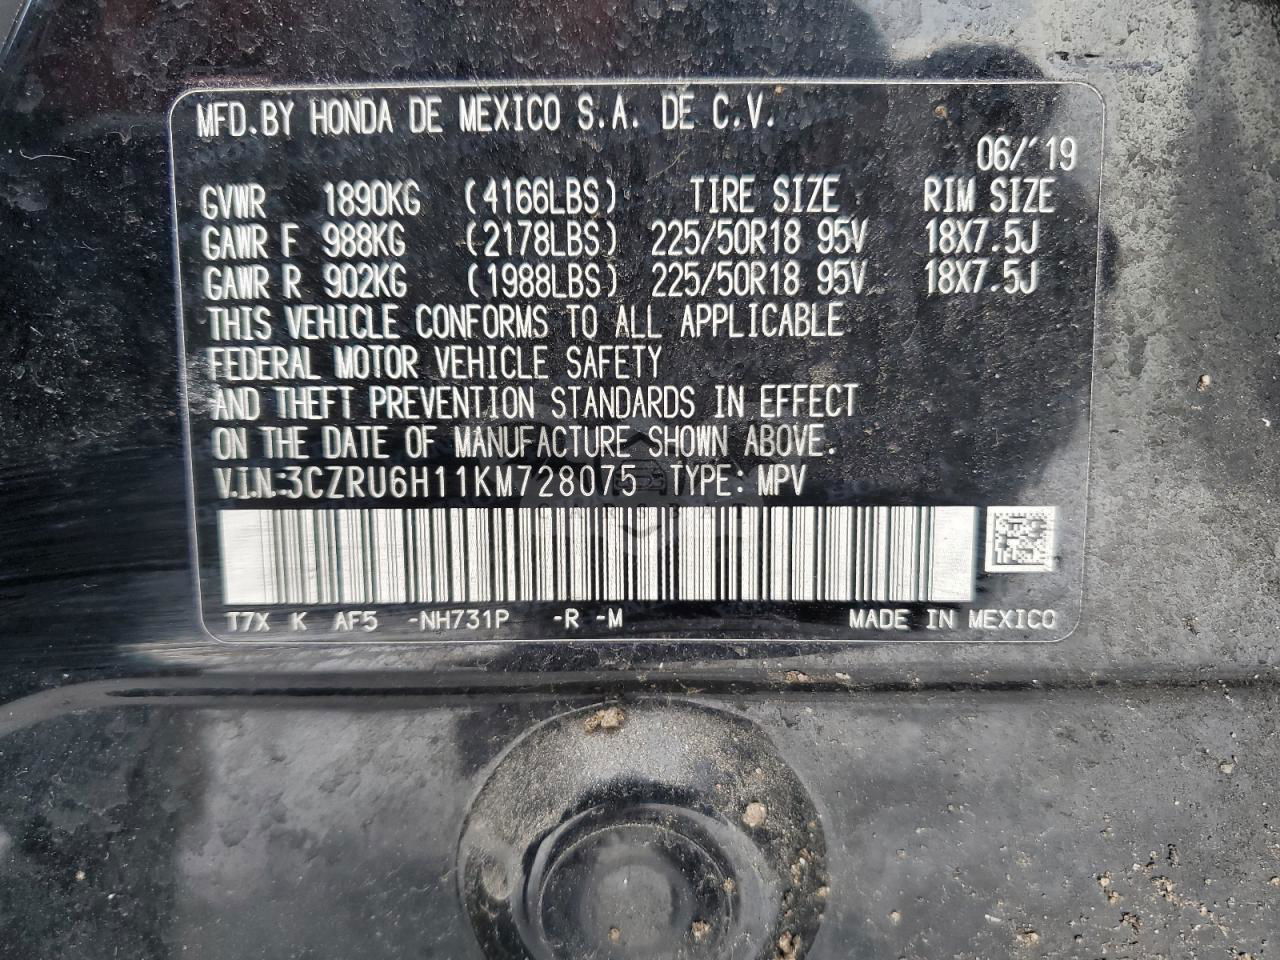 MFD.BY HONDA DE MEXICO S.A. DE C.V.
06/'19
GVWR 1890KG (4166LBS) TIRE SIZE RIM SIZE
GAWR F 988KG (2178LBS) 225/50R18 95V 18X7.5J
GAWR R 902KG (1988LBS) 225/50R18 95V 18X7.5J
THIS VEHICLE CONFORMS TO ALL APPLICABLE
FEDERAL MOTOR VEHICLE SAFETY
AND THEFT PREVENTION STANDARDS IN EFFECT
ON THE DATE OF MANUFACTURE SHOWN ABOVE.
V.I.N.:3CZRU6H11KM728075 TYPE: MPV
T7X K AF5 -NH731P -R -M MADE IN MEXICO